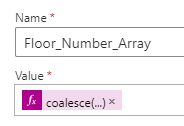 Name *
Floor_Number_Array
Value *
fx coalesce(...) ×